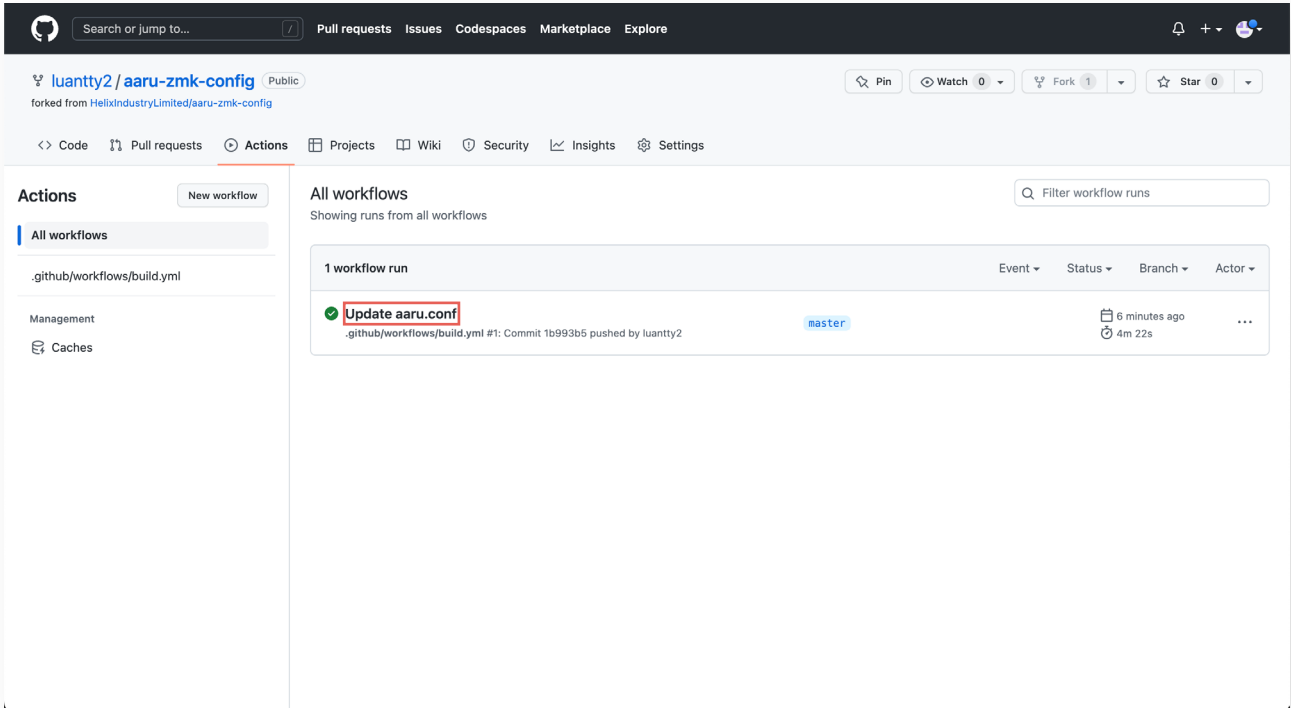 Search or jump to... /
Pull requests Issues Codespaces Marketplace Explore
luantty2 / aaru-zmk-config Public
Pin Watch 0 Fork 1 Star 0
forked from HelixIndustryLimited/aaru-zmk-config
Code Pull requests Actions Projects Wiki Security Insights Settings
Actions
New workflow
All workflows
.github/workflows/build.yml
Management
Caches
All workflows
Showing runs from all workflows
Filter workflow runs
1 workflow run
Event Status Branch Actor
Update aaru.conf
.github/workflows/build.yml #1: Commit 1b993b5 pushed by luantty2
master
6 minutes ago
4m 22s